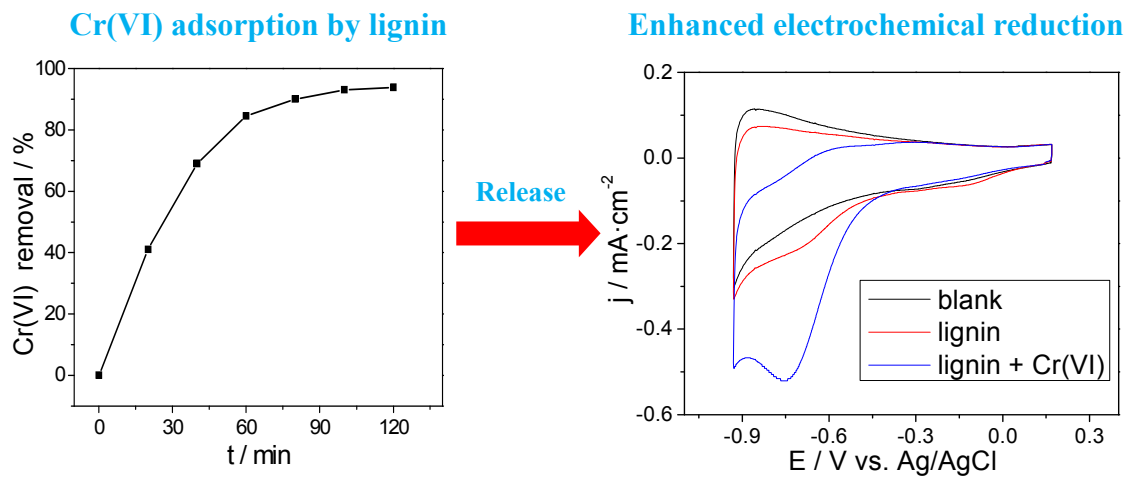 Cr(VI) adsorption by lignin
Enhanced electrochemical reduction
100
80
60
40
20
0
Cr(VI) removal / %
0 30 60 90 120
t / min
Release
0.2
0.0
-0.2
-0.4
-0.6
j / mA·cm⁻²
blank
lignin
lignin + Cr(VI)
-0.9 -0.6 -0.3 0.0 0.3
E / V vs. Ag/AgCl